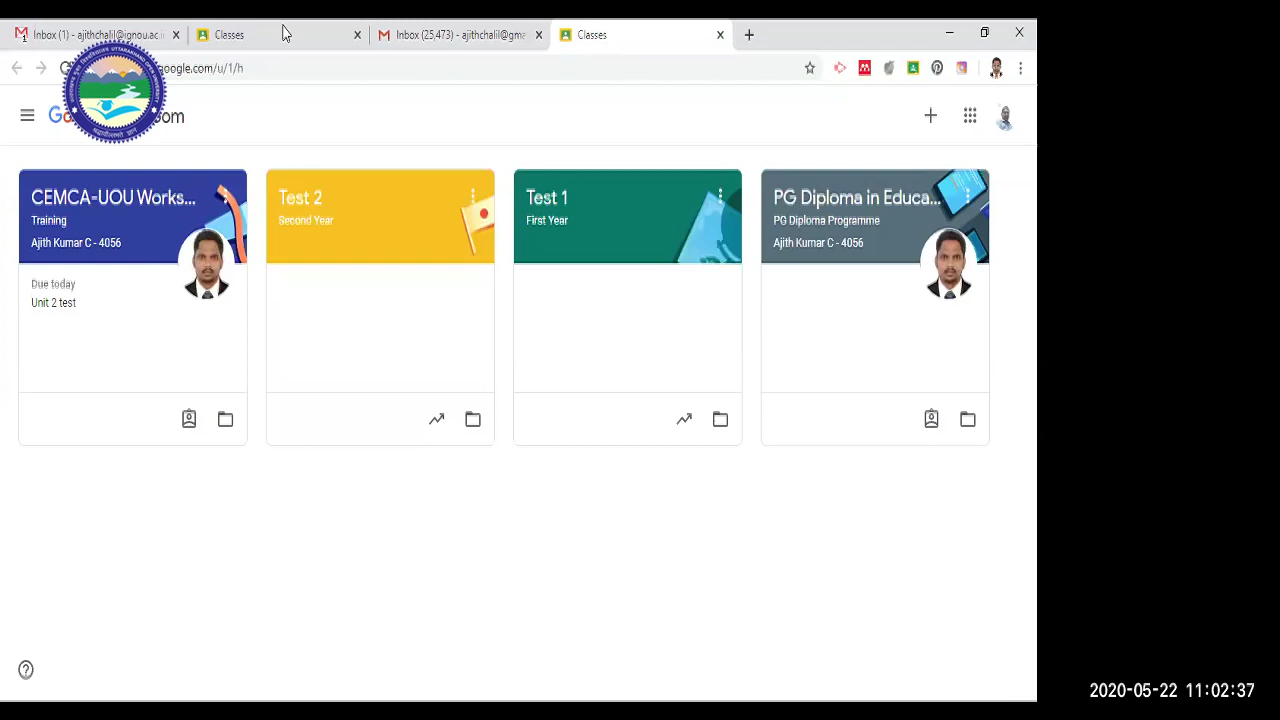 Inbox (1) - ajithchalil@ignou.ac.i
Classes
Inbox (25,473) - ajithchalil@gma
Classes
google.com/u/1/h
om
CEMCA-UOU Works...
Training
Ajith Kumar C - 4056
Due today
Unit 2 test
Test 2
Second Year
Test 1
First Year
PG Diploma in Educa...
PG Diploma Programme
Ajith Kumar C - 4056
2020-05-22 11:02:37